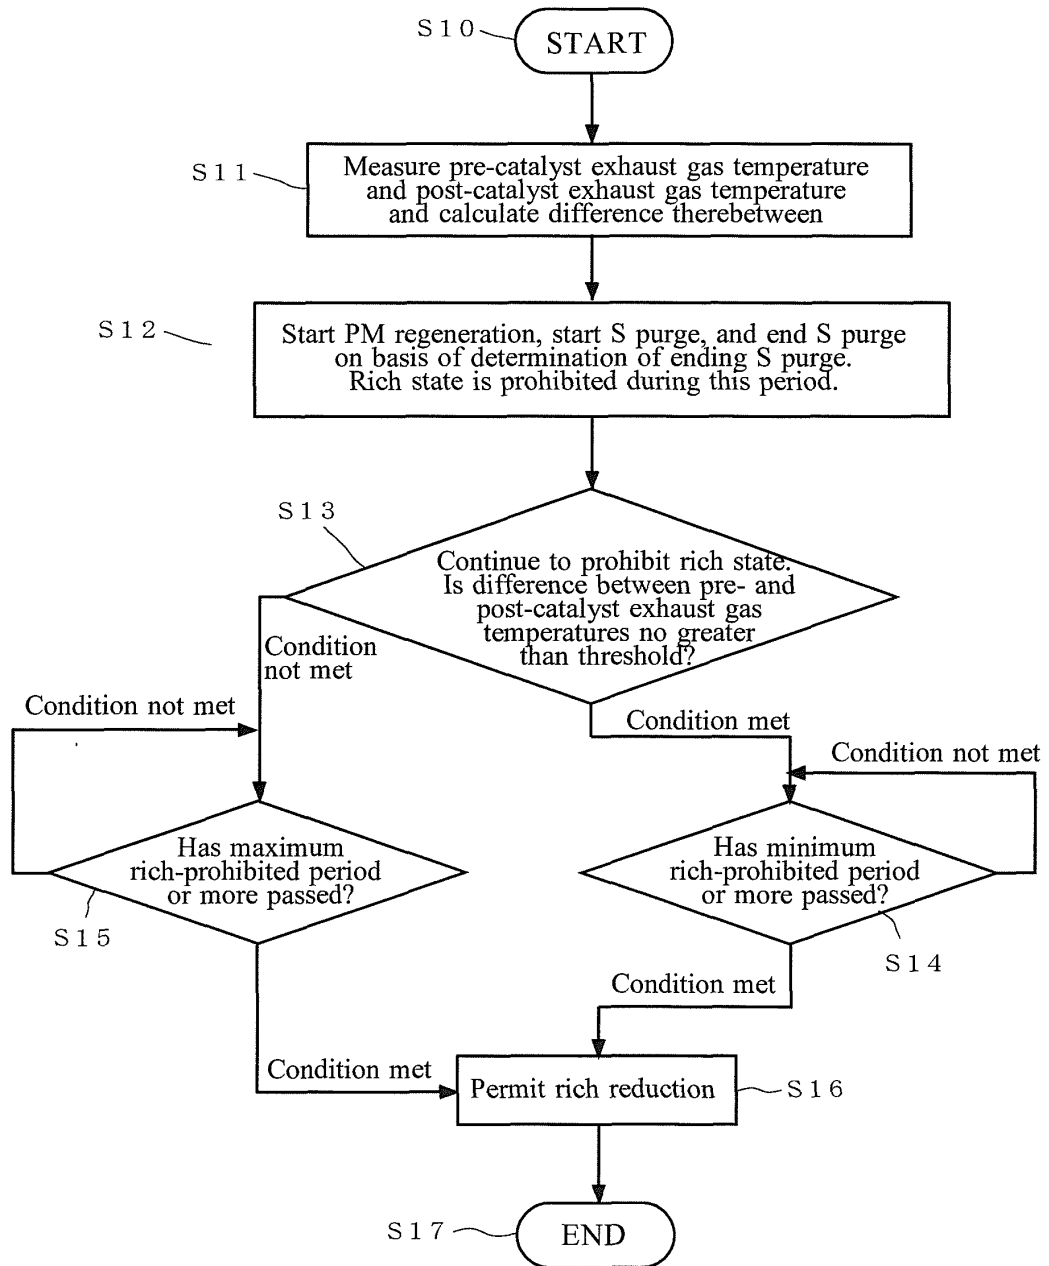 S10
START
S11
Measure pre-catalyst exhaust gas temperature
and post-catalyst exhaust gas temperature
and calculate difference therebetween
S12
Start PM regeneration, start S purge, and end S purge
on basis of determination of ending S purge.
Rich state is prohibited during this period.
S13
Continue to prohibit rich state.
Is difference between pre- and
post-catalyst exhaust gas
temperatures no greater
than threshold?
Condition
not met
Condition not met
Condition met
Condition not met
Has maximum
rich-prohibited period
or more passed?
S15
Has minimum
rich-prohibited period
or more passed?
S14
Condition met
Condition met
Permit rich reduction
S16
S17
END